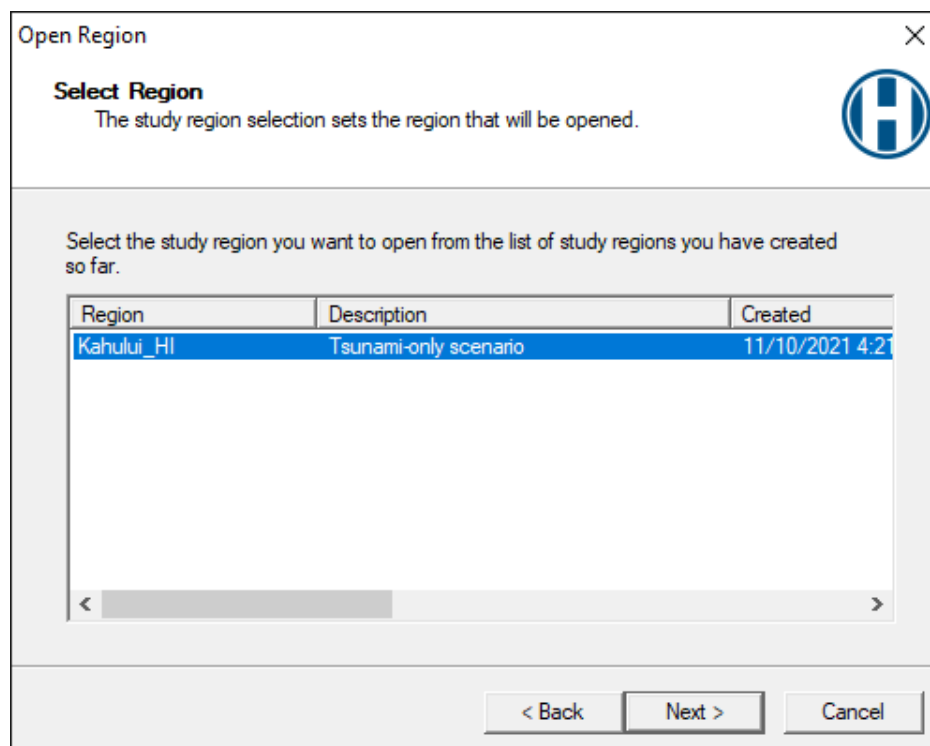 Open Region
Select Region
The study region selection sets the region that will be opened.
Select the study region you want to open from the list of study regions you have created
so far.
Region Description Created
Kahului_HI Tsunami-only scenario 11/10/2021 4:21
< Back Next > Cancel